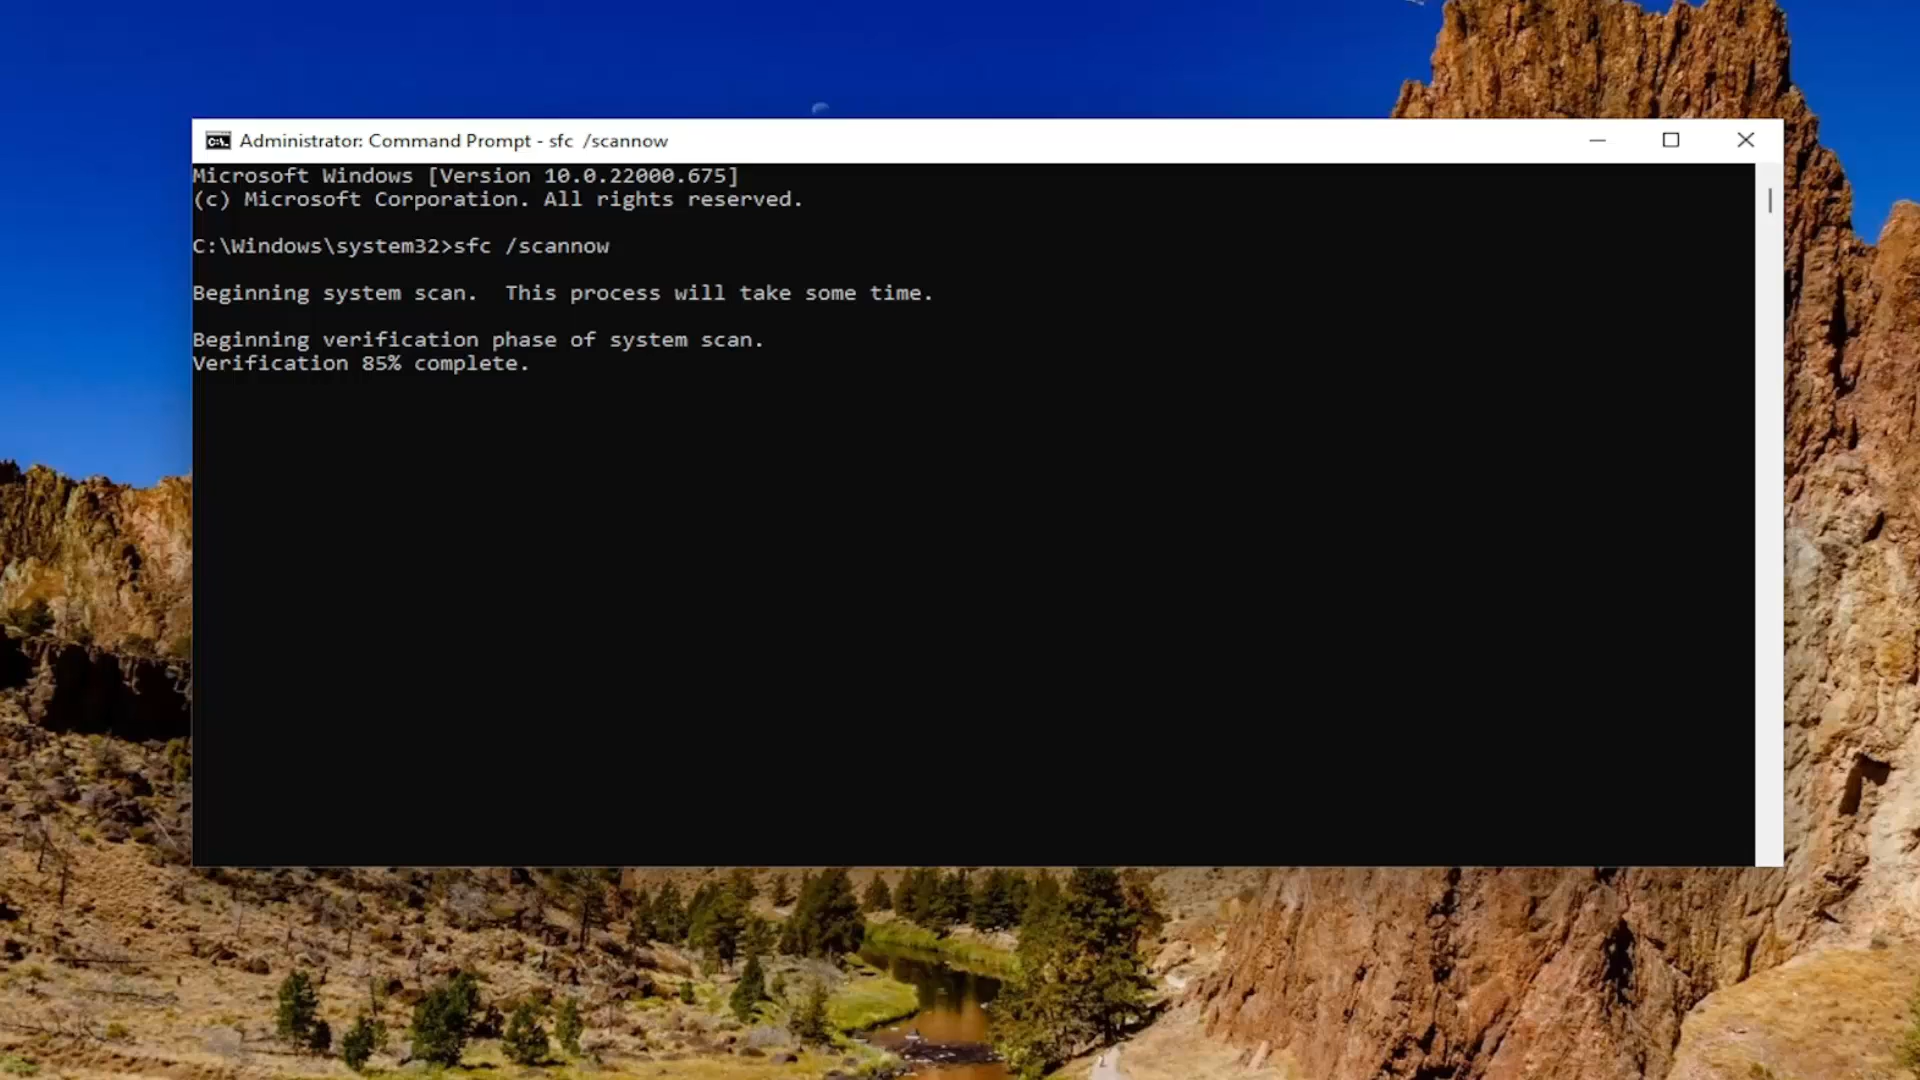 Administrator: Command Prompt - sfc  /scannow
Microsoft Windows [Version 10.0.22000.675]
(c) Microsoft Corporation. All rights reserved.
C:\Windows\system32>sfc /scannow
Beginning system scan.  This process will take some time.
Beginning verification phase of system scan.
Verification 85% complete.